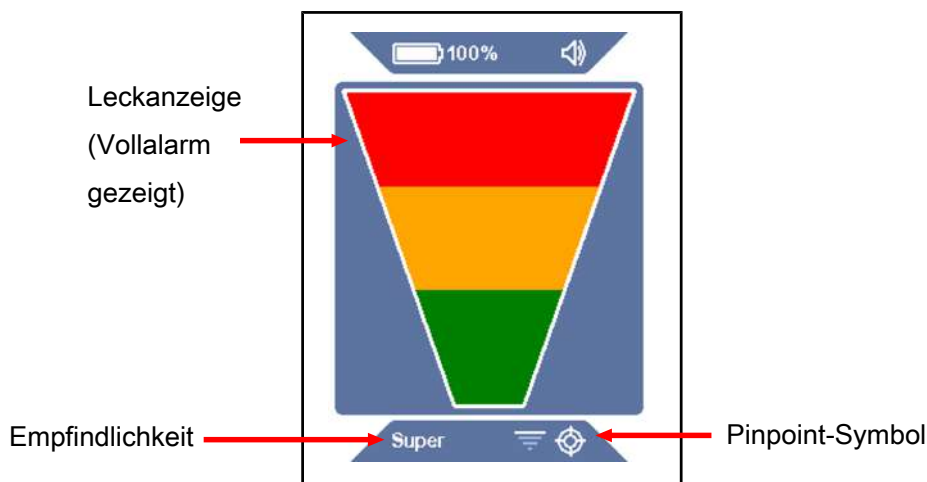 100%
Leckanzeige
(Vollalarm
gezeigt)
Empfindlichkeit
Super
Pinpoint-Symbol